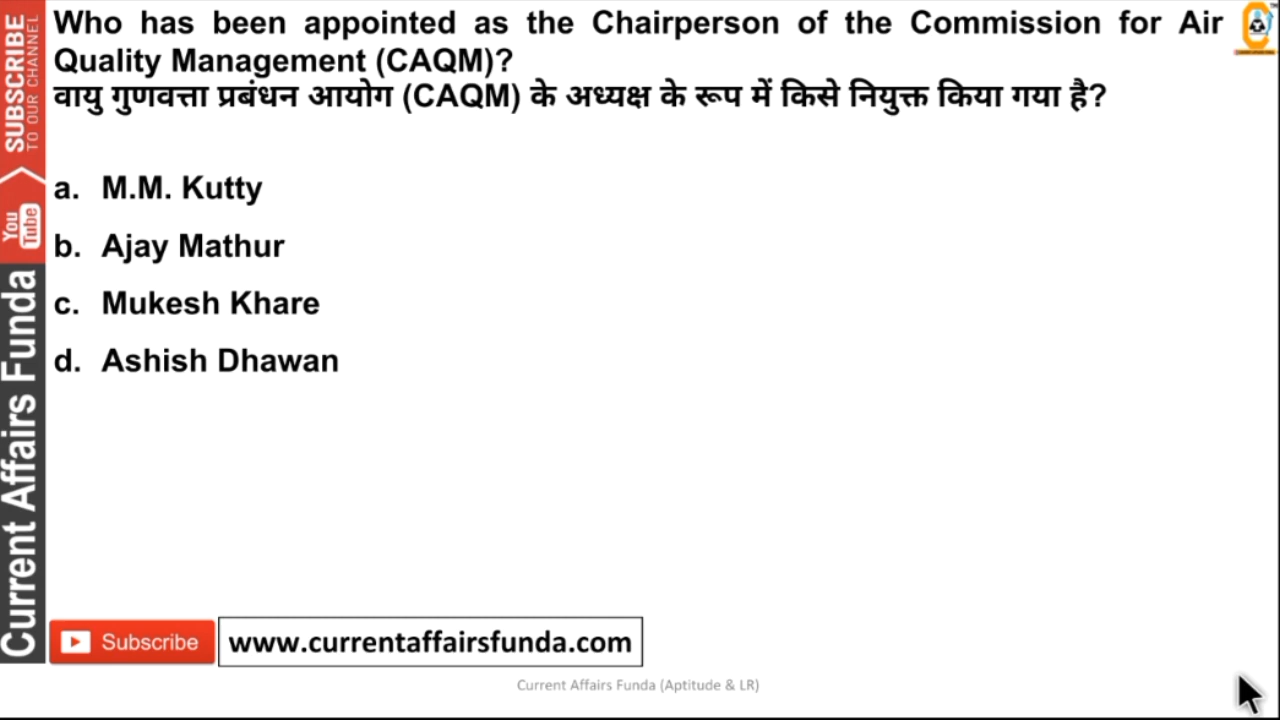 Who has been appointed as the Chairperson of the Commission for Air
Quality Management (CAQM)?
वायु गुणवत्ता प्रबंधन आयोग (CAQM) के अध्यक्ष के रूप में किसे नियुक्त किया गया है?
a. M.M. Kutty
b. Ajay Mathur
c. Mukesh Khare
d. Ashish Dhawan
SUBSCRIBE
TO OUR CHANNEL
You
Tube
Current Affairs Funda
Subscribe
www.currentaffairsfunda.com
Current Affairs Funda (Aptitude & LR)